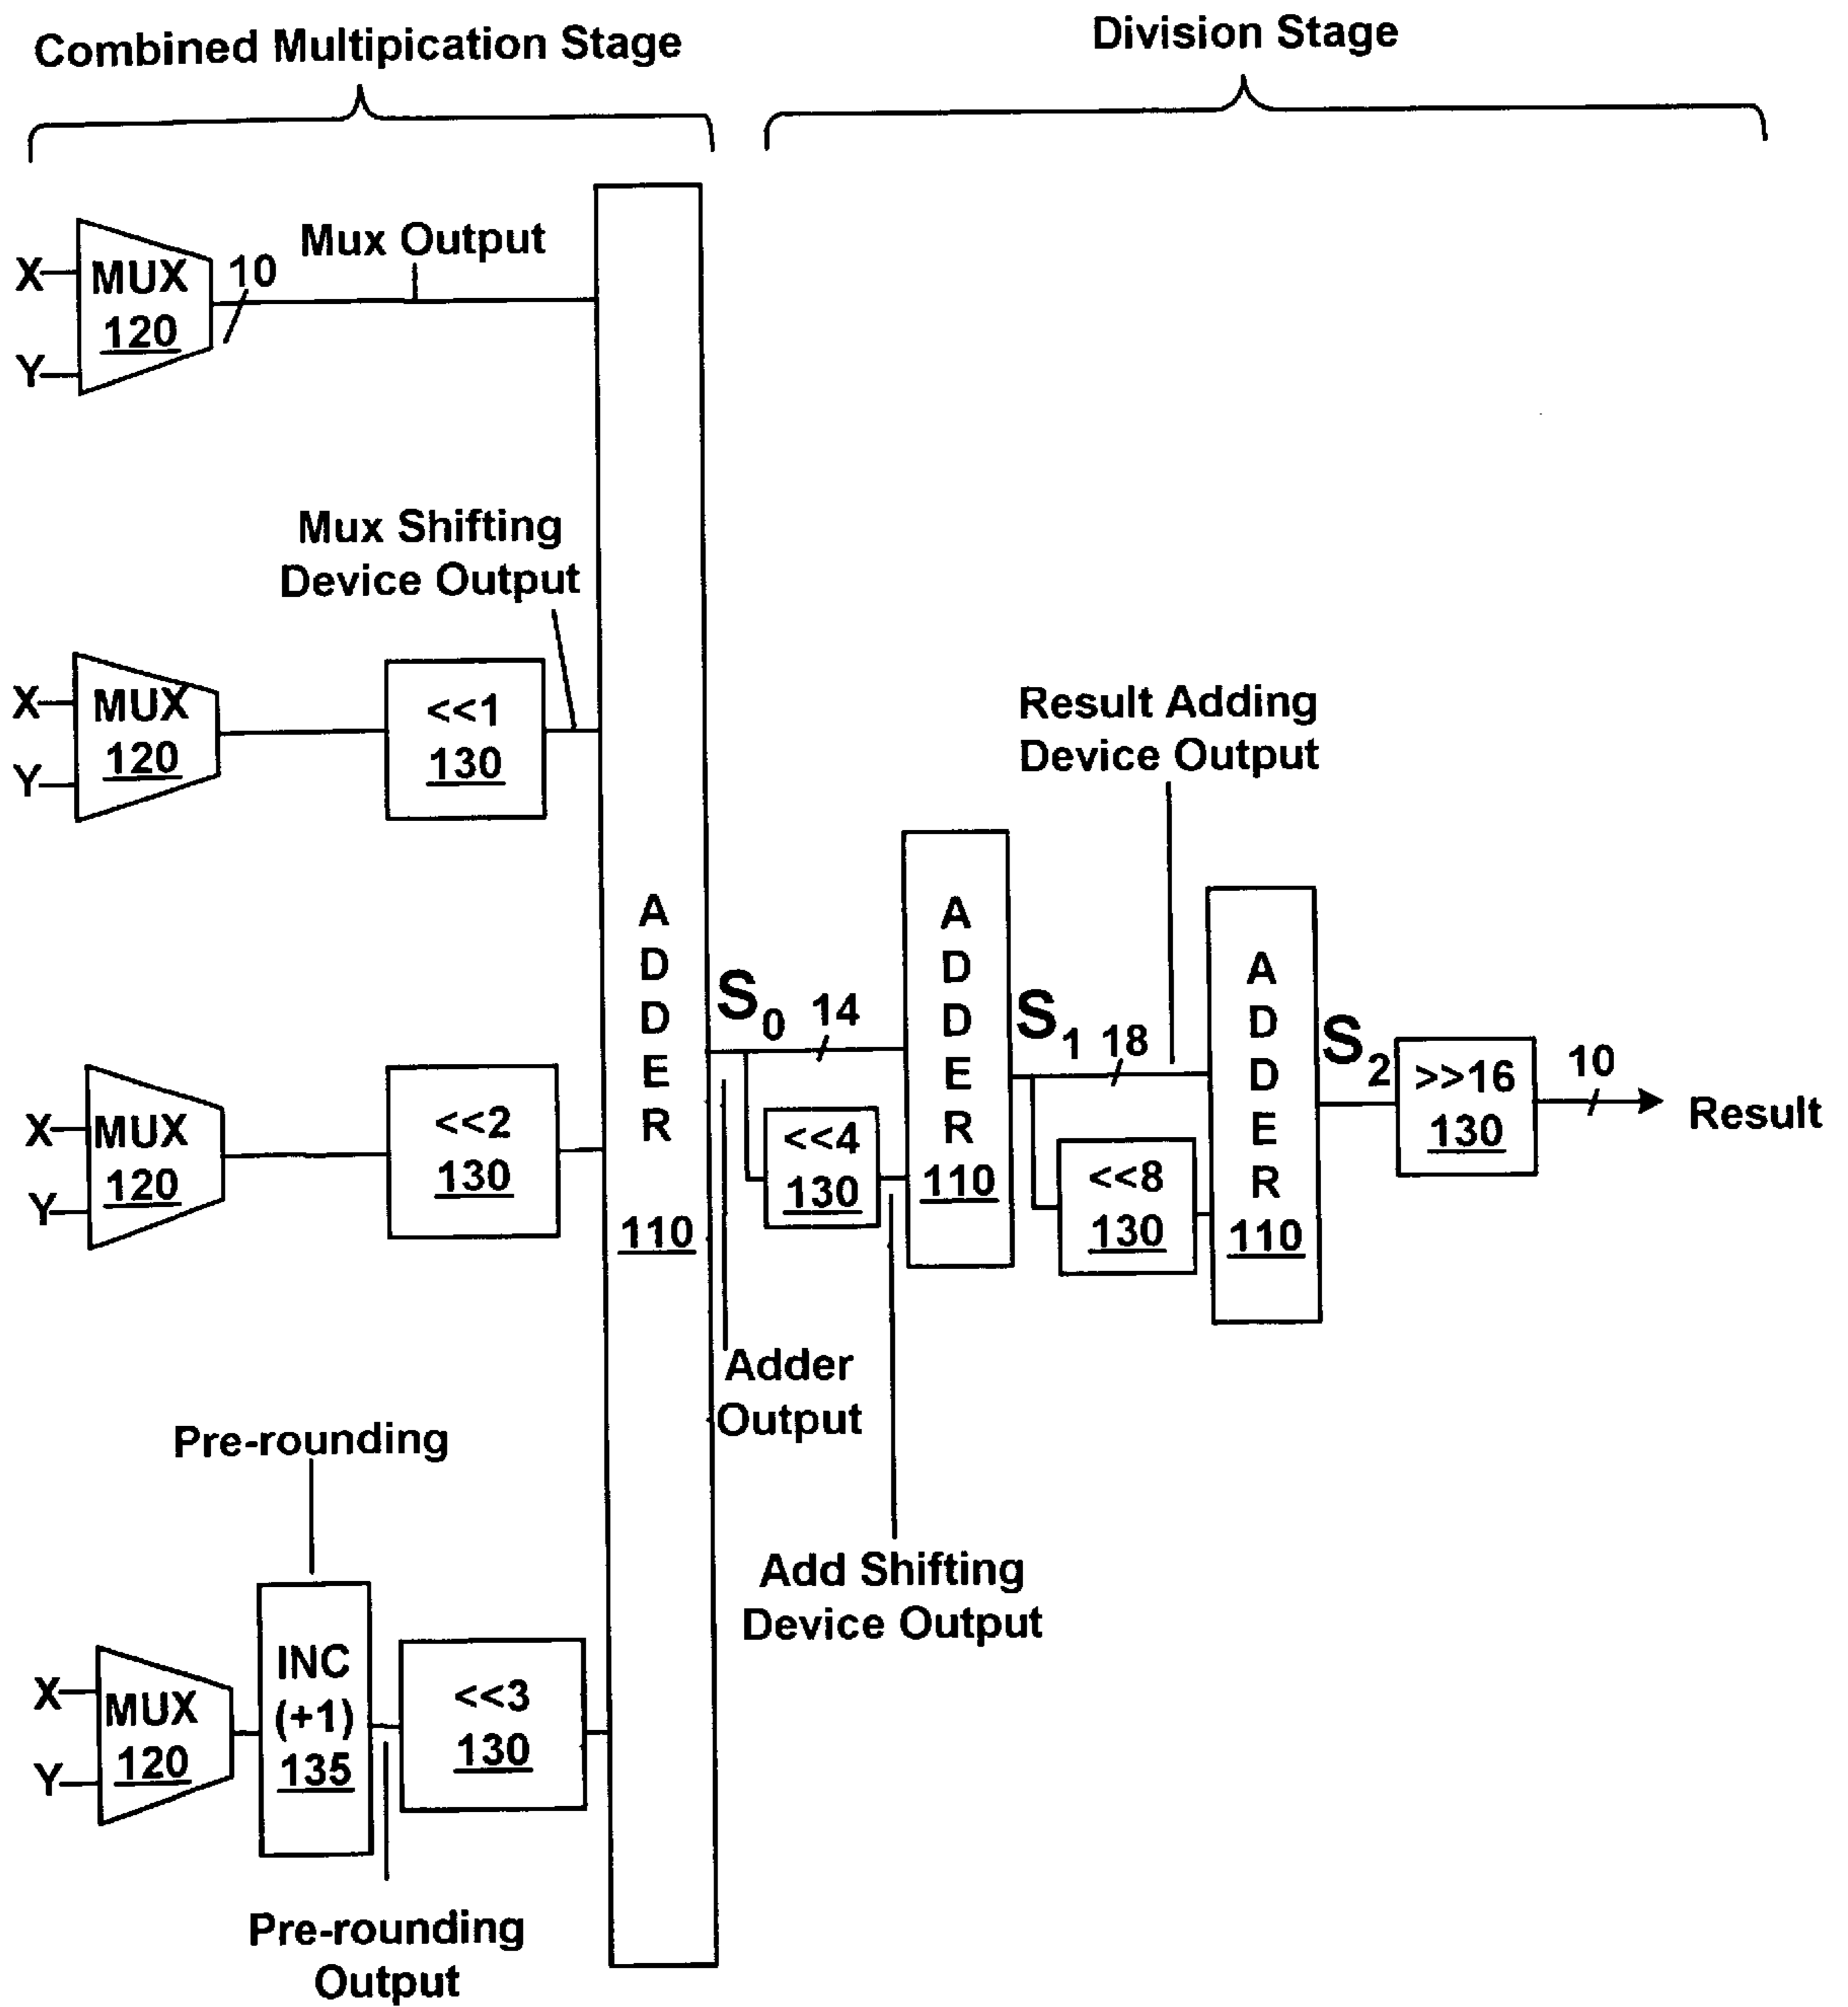 Combined Multipication Stage
Division Stage
X
Y
MUX
120
10
Mux Output
Mux Shifting
Device Output
X
Y
MUX
120
<<1
130
X
Y
MUX
120
<<2
130
Pre-rounding
X
Y
MUX
120
INC
(+1)
135
<<3
130
Pre-rounding
Output
ADDER
110
S0
14
<<4
130
Adder
Output
Add Shifting
Device Output
ADDER
110
S1
18
Result Adding
Device Output
<<8
130
ADDER
110
S2
>>16
130
10
Result